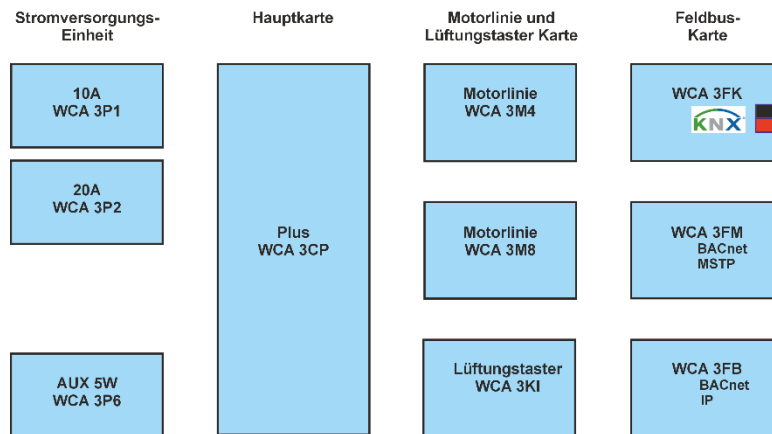 Stromversorgungs-
Einheit
Hauptkarte
Motorlinie und
Lüftungstaster Karte
Feldbus-
Karte
10A
WCA 3P1
20A
WCA 3P2
AUX 5W
WCA 3P6
Plus
WCA 3CP
Motorlinie
WCA 3M4
Motorlinie
WCA 3M8
Lüftungstaster
WCA 3KI
WCA 3FK
KNX
WCA 3FM
BACnet
MSTP
WCA 3FB
BACnet
IP